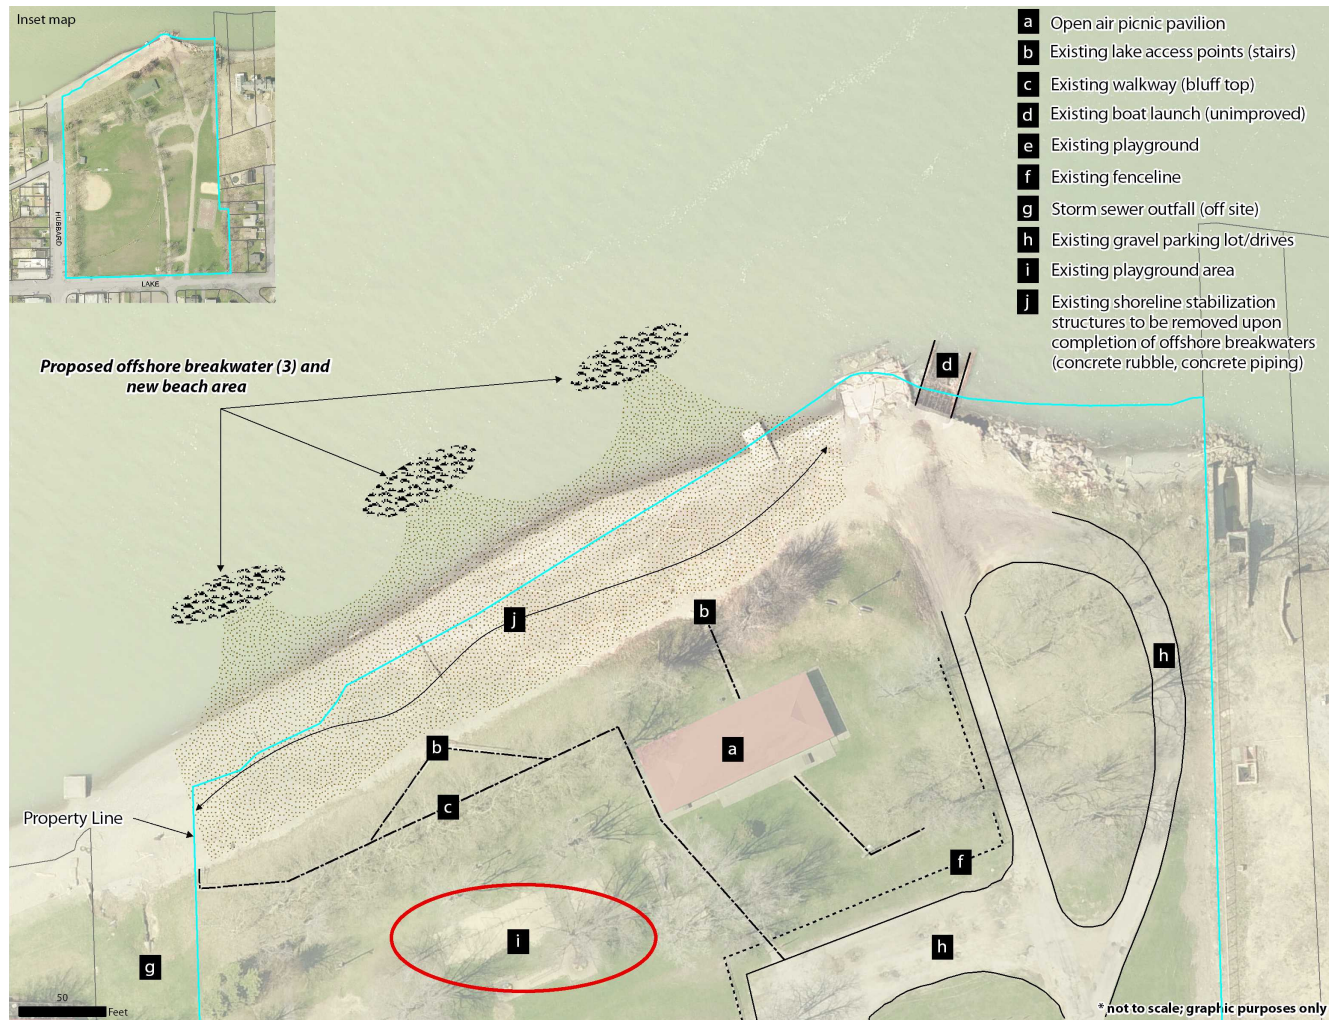 Inset map
HUBBARD
LAKE
a Open air picnic pavilion
b Existing lake access points (stairs)
c Existing walkway (bluff top)
d Existing boat launch (unimproved)
e Existing playground
f Existing fenceline
g Storm sewer outfall (off site)
h Existing gravel parking lot/drives
i Existing playground area
j Existing shoreline stabilization
structures to be removed upon
completion of offshore breakwaters
(concrete rubble, concrete piping)
Proposed offshore breakwater (3) and
new beach area
d
b
j
h
b
a
c
Property Line
f
i
h
g
50
Feet
* not to scale; graphic purposes only